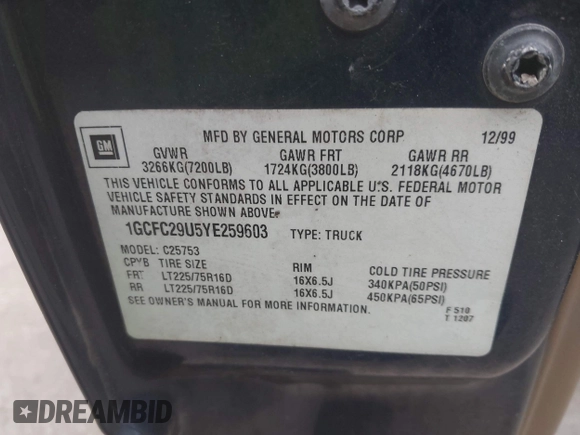 GM
MFD BY GENERAL MOTORS CORP 12/99
GVWR GAWR FRT GAWR RR
3266KG(7200LB) 1724KG(3800LB) 2118KG(4670LB)
THIS VEHICLE CONFORMS TO ALL APPLICABLE U.S. FEDERAL MOTOR
VEHICLE SAFETY STANDARDS IN EFFECT ON THE DATE OF
MANUFACTURE SHOWN ABOVE.
1GCFC29U5YE259603 TYPE: TRUCK
MODEL: C25753
TIRE SIZE RIM COLD TIRE PRESSURE
FRT LT225/75R16D 16X6.5J 340KPA(50PSI)
RR LT225/75R16D 16X6.5J 450KPA(65PSI)
SEE OWNER'S MANUAL FOR MORE INFORMATION.
F 510
T 1207
DREAMBID